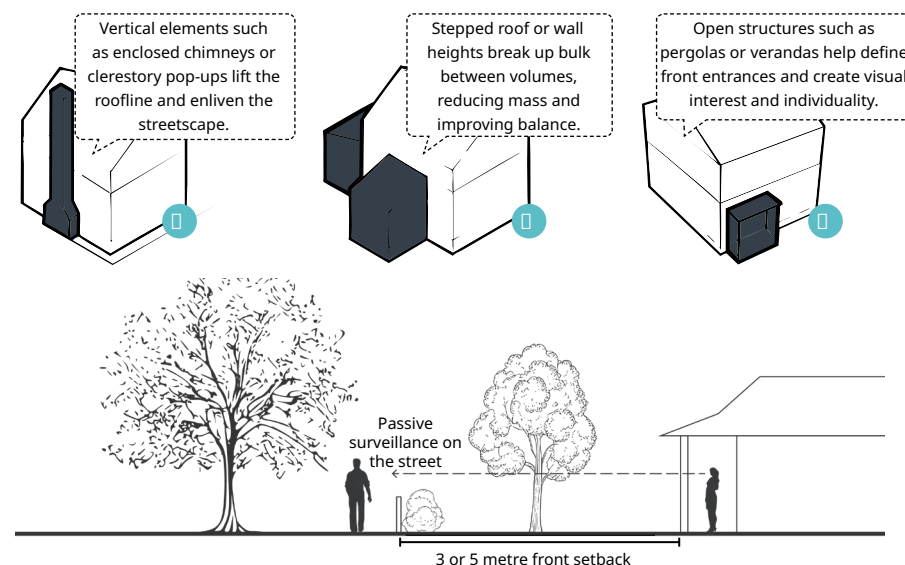 Vertical elements such
as enclosed chimneys or
clerestory pop-ups lift the
roofline and enliven the
streetscape.
Stepped roof or wall
heights break up bulk
between volumes,
reducing mass and
improving balance.
Open structures such as
pergolas or verandas help define
front entrances and create visual
interest and individuality.
Passive
surveillance on
the street
3 or 5 metre front setback